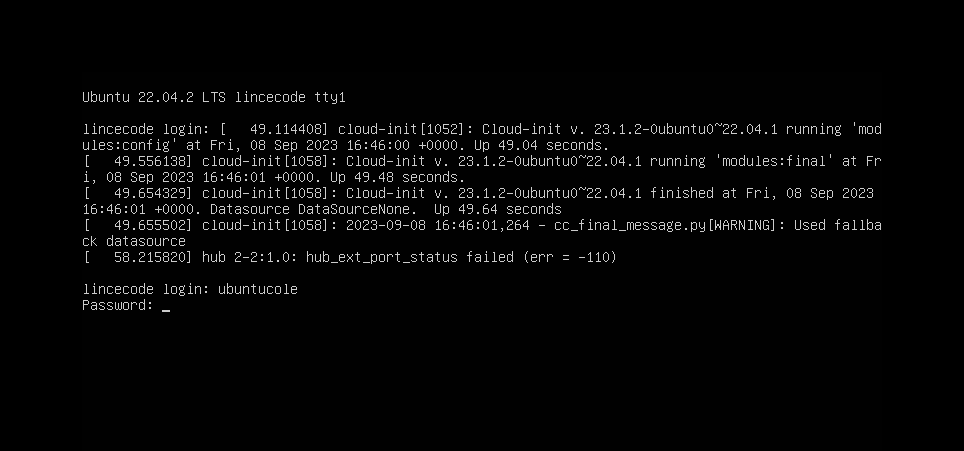 Ubuntu 22.04.2 LTS lincecode tty1
lincecode login: [   49.114408] cloud-init[1052]: Cloud-init v. 23.1.2-0ubuntu0~22.04.1 running 'mod
ules:config' at Fri, 08 Sep 2023 16:46:00 +0000. Up 49.04 seconds.
[   49.556138] cloud-init[1058]: Cloud-init v. 23.1.2-0ubuntu0~22.04.1 running 'modules:final' at Fr
i, 08 Sep 2023 16:46:01 +0000. Up 49.48 seconds.
[   49.654329] cloud-init[1058]: Cloud-init v. 23.1.2-0ubuntu0~22.04.1 finished at Fri, 08 Sep 2023
16:46:01 +0000. Datasource DataSourceNone.  Up 49.64 seconds
[   49.655502] cloud-init[1058]: 2023-09-08 16:46:01,264 - cc_final_message.py[WARNING]: Used fallba
ck datasource
[   58.215820] hub 2-2:1.0: hub_ext_port_status failed (err = -110)
lincecode login: ubuntucole
Password: _